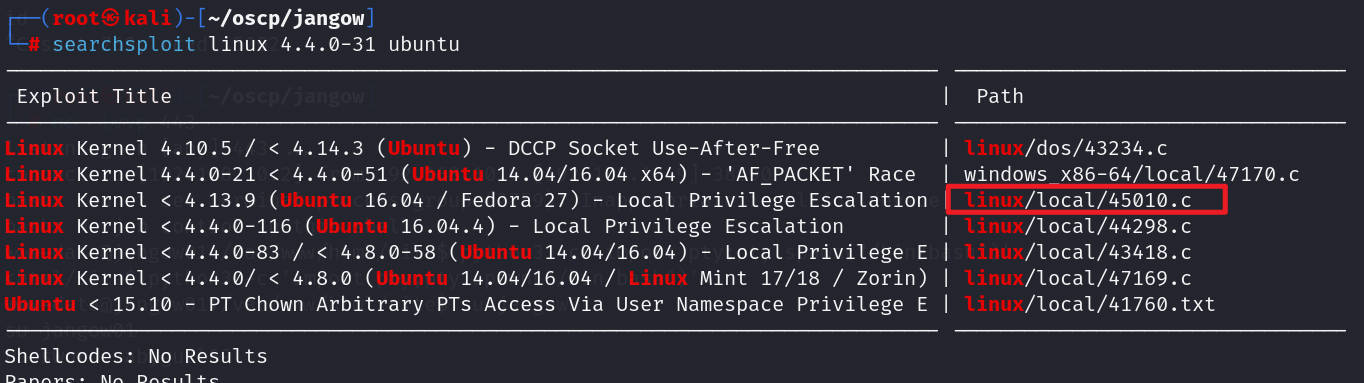 ┌──(root㉿kali)-[~/oscp/jangow]
└─# searchsploit linux 4.4.0-31 ubuntu
Exploit Title | Path
Linux Kernel 4.10.5 / < 4.14.3 (Ubuntu) - DCCP Socket Use-After-Free | linux/dos/43234.c
Linux Kernel 4.4.0-21 < 4.4.0-51 (Ubuntu 14.04/16.04 x64) - 'AF_PACKET' Race | windows_x86-64/local/47170.c
Linux Kernel < 4.13.9 (Ubuntu 16.04 / Fedora 27) - Local Privilege Escalation | linux/local/45010.c
Linux Kernel < 4.4.0-116 (Ubuntu 16.04.4) - Local Privilege Escalation | linux/local/44298.c
Linux Kernel < 4.4.0-83 / < 4.8.0-58 (Ubuntu 14.04/16.04) - Local Privilege E | linux/local/43418.c
Linux Kernel < 4.4.0/ < 4.8.0 (Ubuntu 14.04/16.04 / Linux Mint 17/18 / Zorin) | linux/local/47169.c
Ubuntu < 15.10 - PT Chown Arbitrary PTs Access Via User Namespace Privilege E | linux/local/41760.txt
Shellcodes: No Results
Papers: No Results